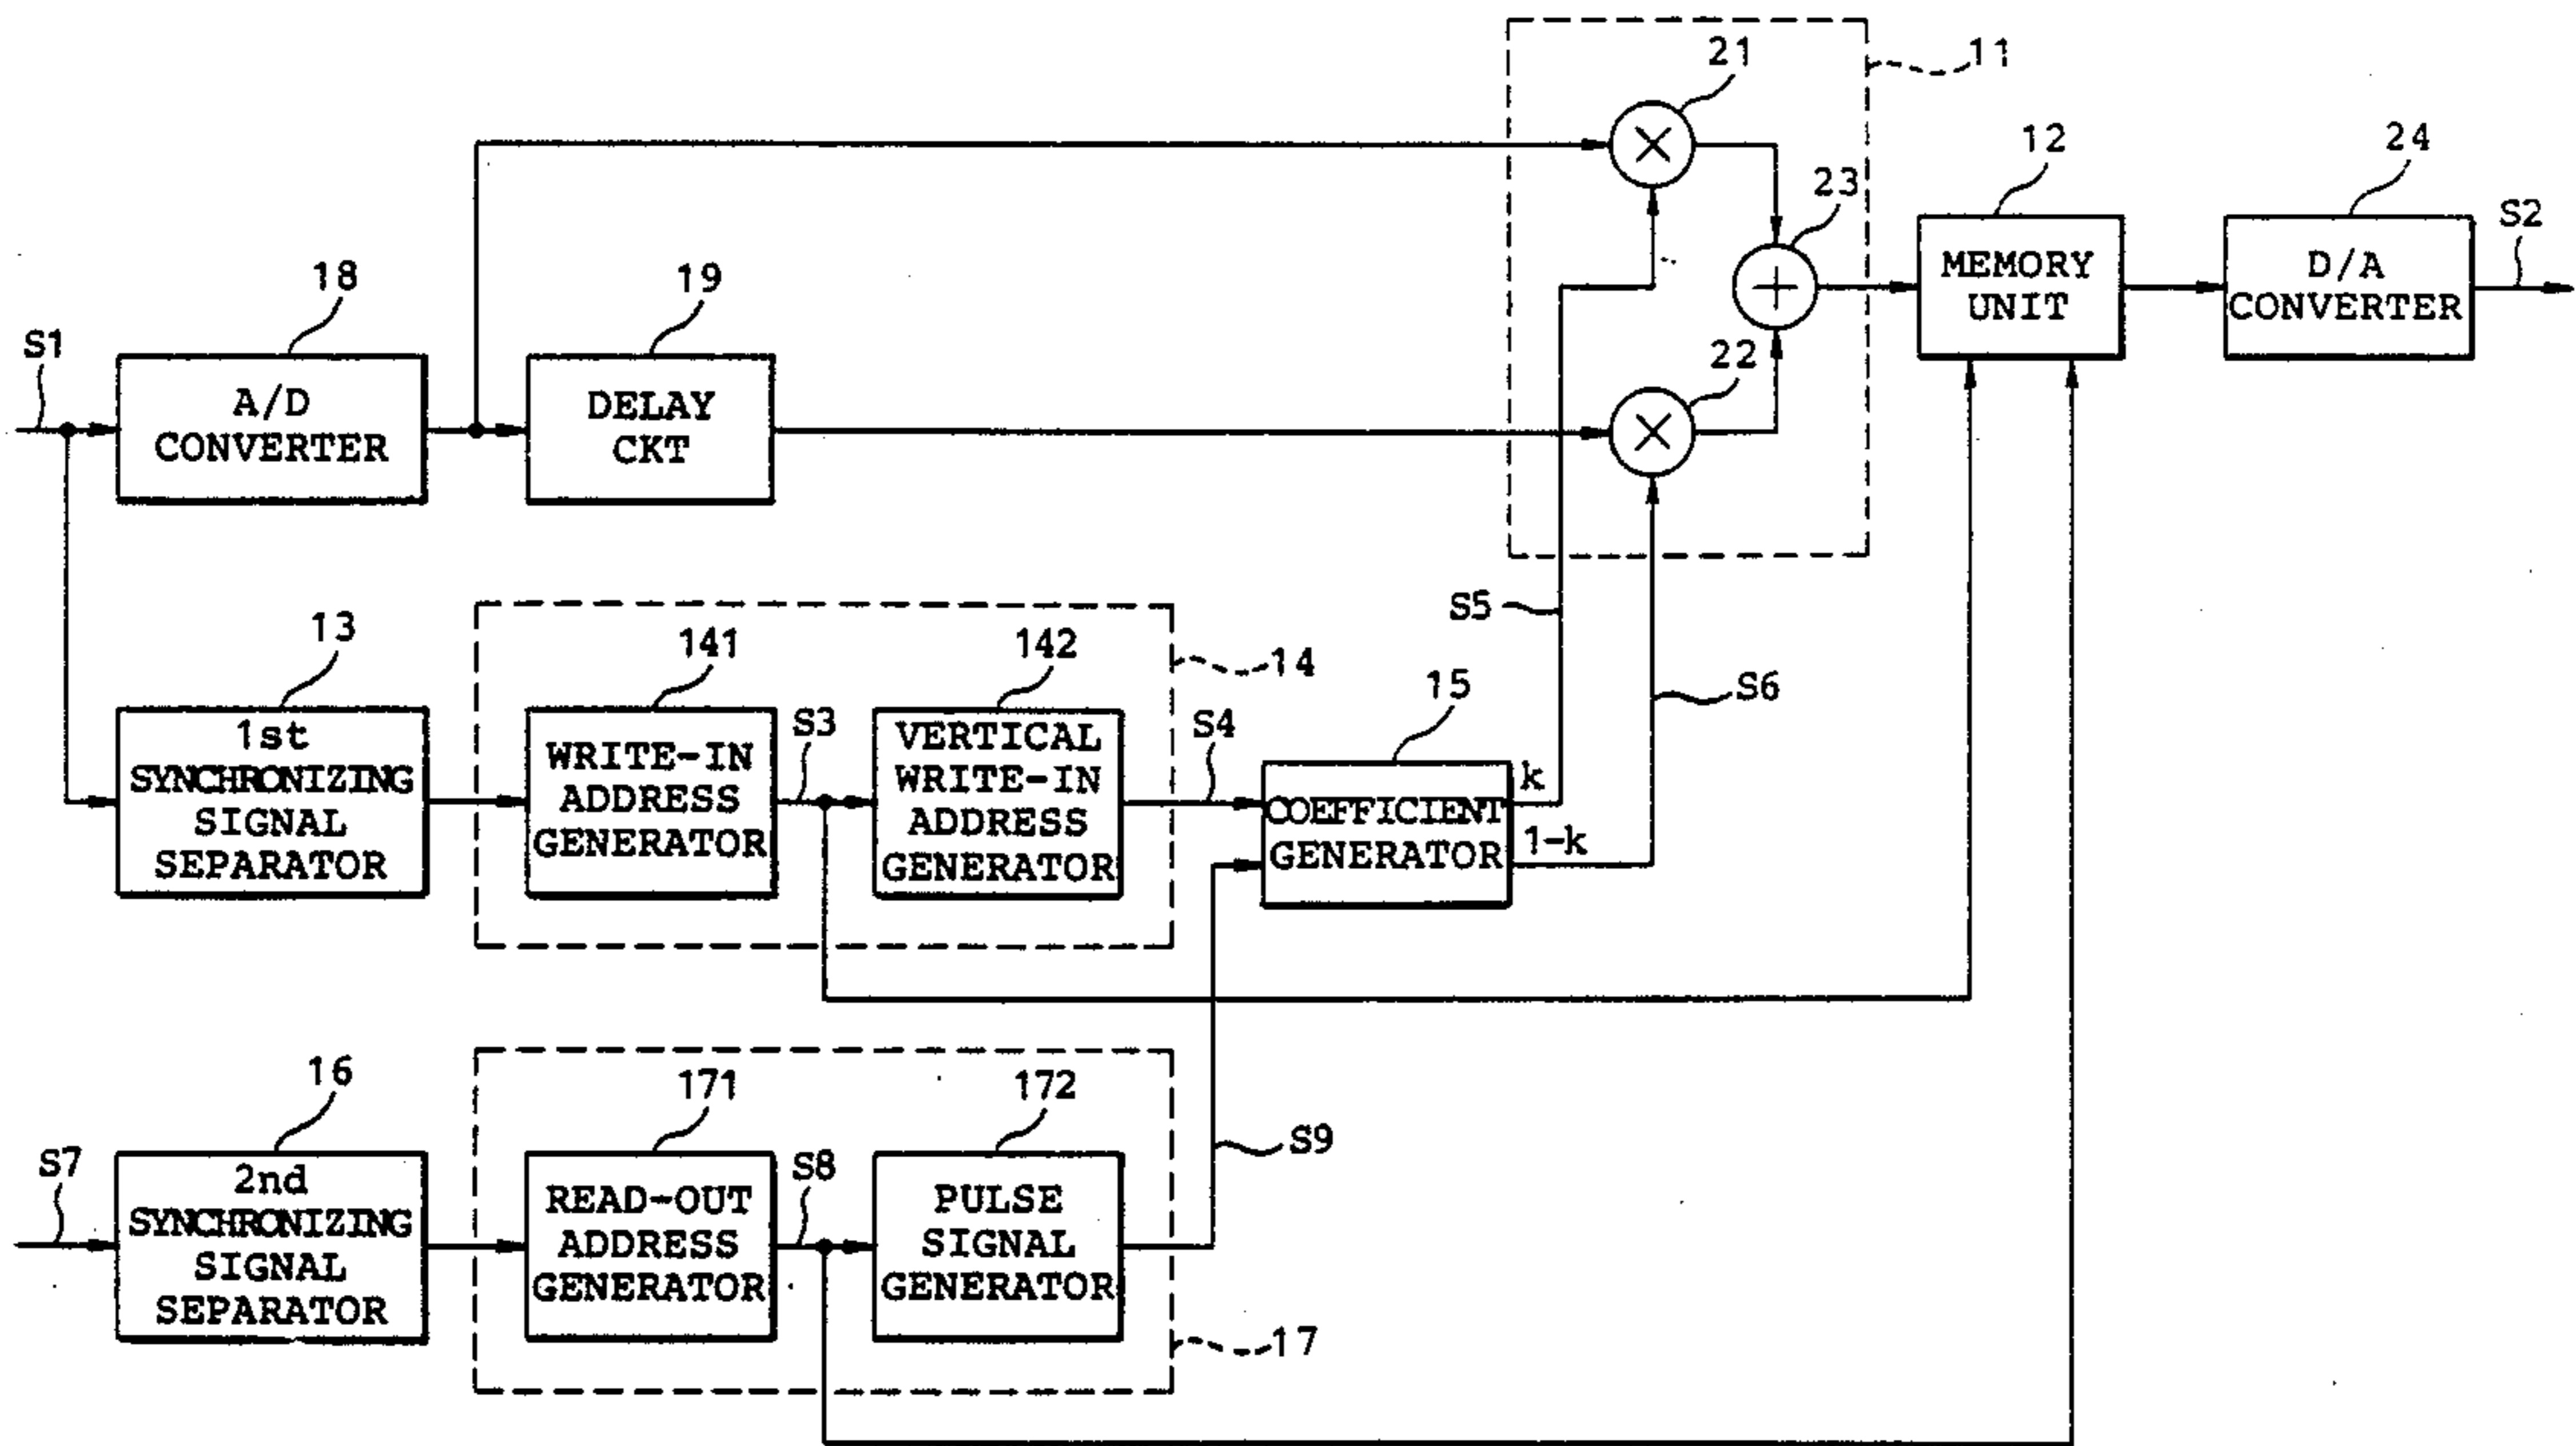 21
11
12
24
23
S2
MEMORY
UNIT
D/A
CONVERTER
18
19
S1
A/D
CONVERTER
DELAY
CKT
22
S5
S6
13
141
142
14
15
1st
SYNCHRONIZING
SIGNAL
SEPARATOR
WRITE-IN
ADDRESS
GENERATOR
S3
VERTICAL
WRITE-IN
ADDRESS
GENERATOR
S4
COEFFICIENT
GENERATOR
k
1-k
16
171
172
S9
S7
2nd
SYNCHRONIZING
SIGNAL
SEPARATOR
READ-OUT
ADDRESS
GENERATOR
S8
PULSE
SIGNAL
GENERATOR
17